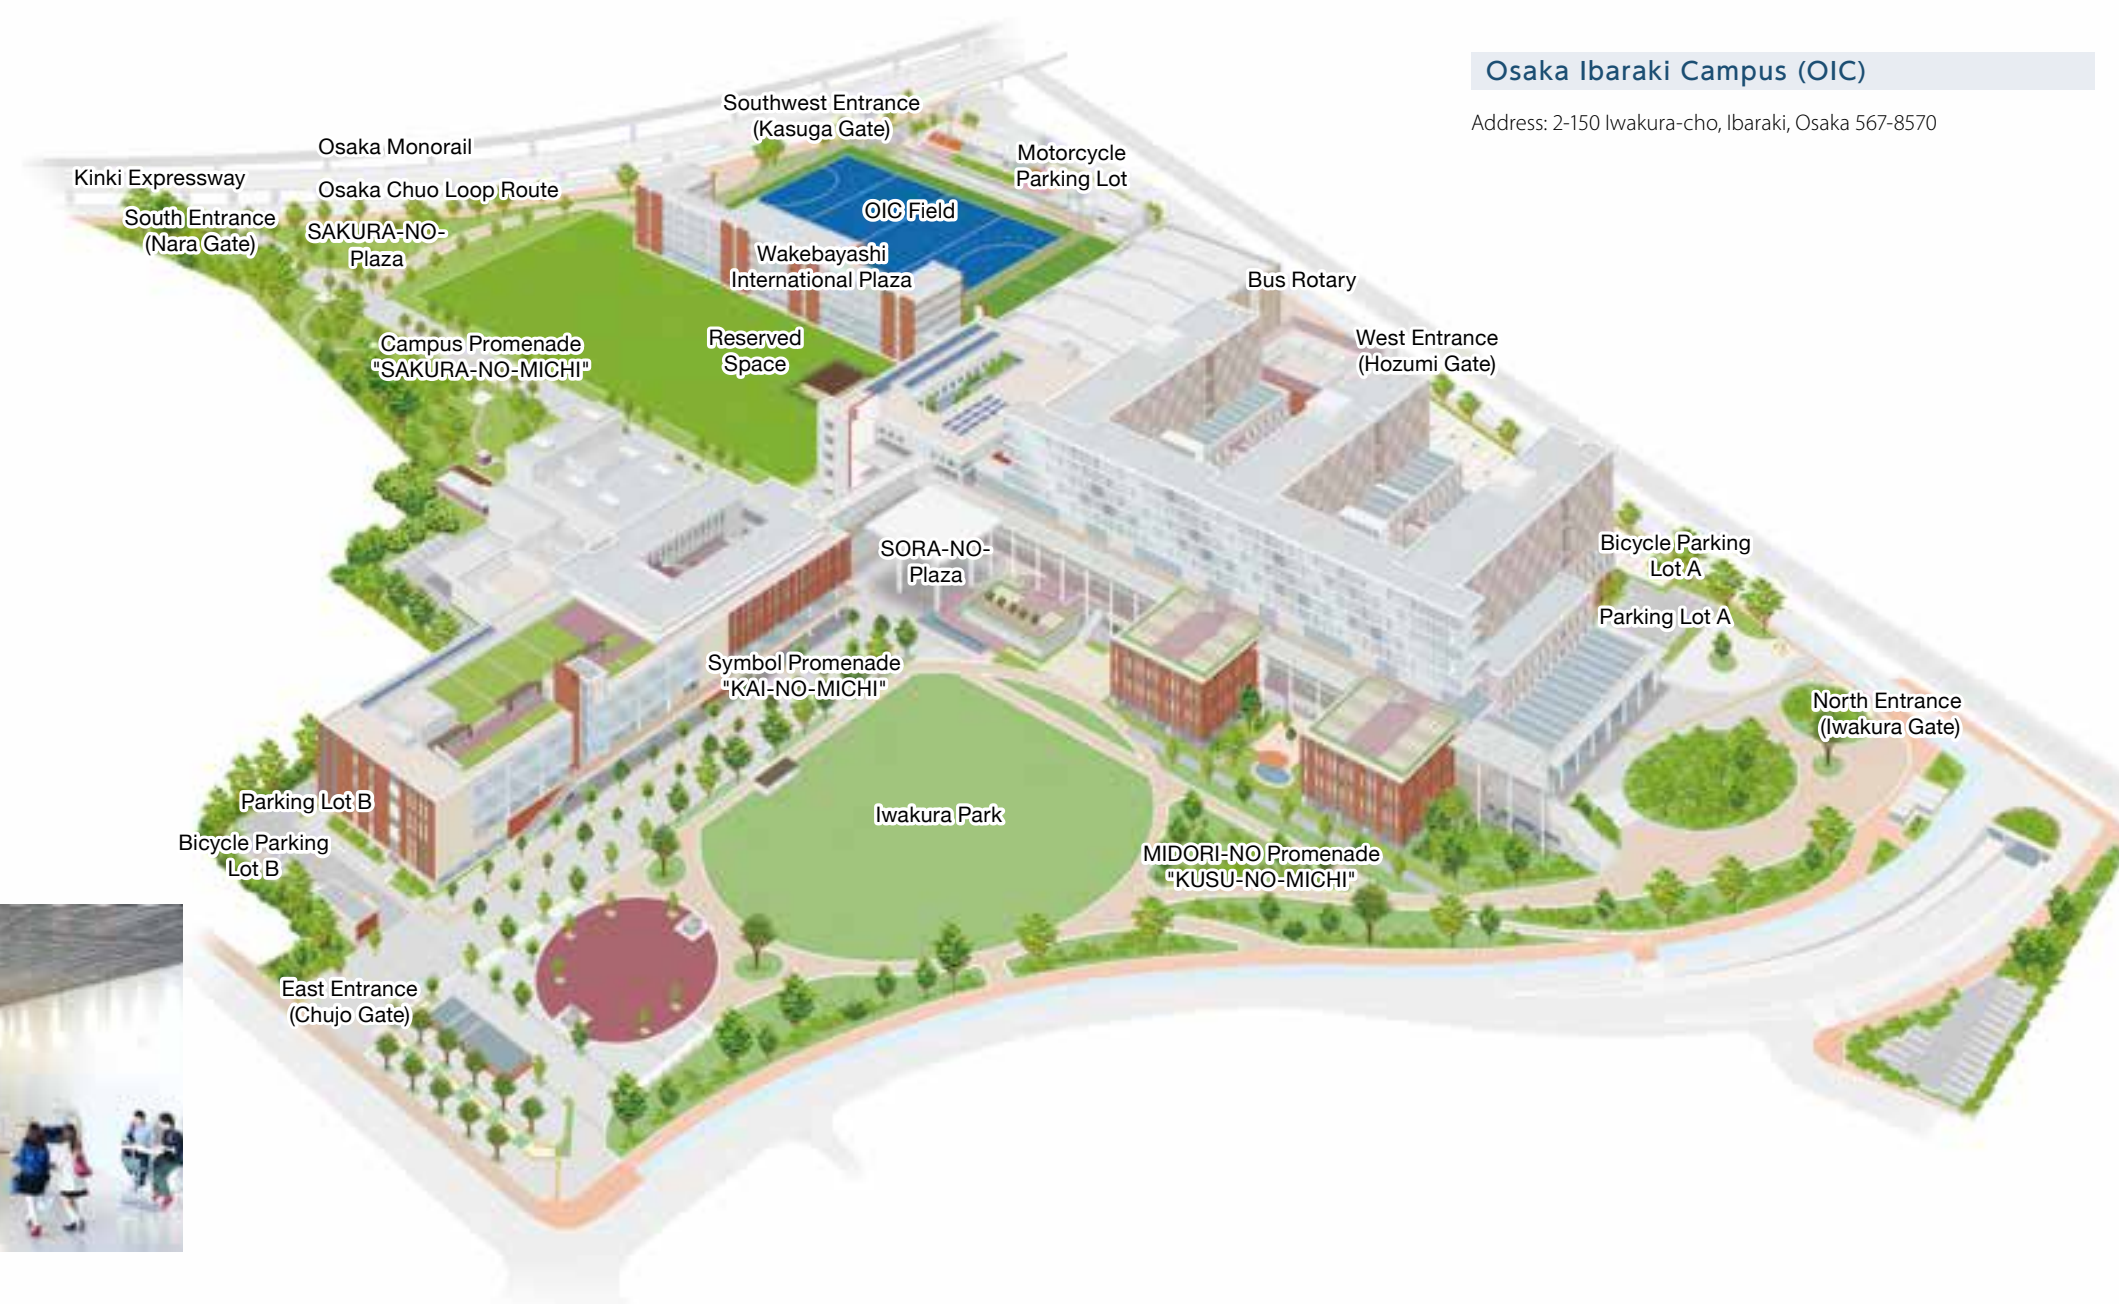 Osaka Ibaraki Campus (OIC)
Address: 2-150 Iwakura-cho, Ibaraki, Osaka 567-8570
Southwest Entrance
(Kasuga Gate)
Osaka Monorail
Motorcycle
Parking Lot
Kinki Expressway
Osaka Chuo Loop Route
South Entrance
(Nara Gate)
SAKURA-NO-
Plaza
OIC Field
Wakebayashi
International Plaza
Bus Rotary
Campus Promenade
"SAKURA-NO-MICHI"
Reserved
Space
West Entrance
(Hozumi Gate)
SORA-NO-
Plaza
Bicycle Parking
Lot A
Parking Lot A
Symbol Promenade
"KAI-NO-MICHI"
North Entrance
(Iwakura Gate)
Parking Lot B
Iwakura Park
Bicycle Parking
Lot B
MIDORI-NO Promenade
"KUSU-NO-MICHI"
East Entrance
(Chujo Gate)